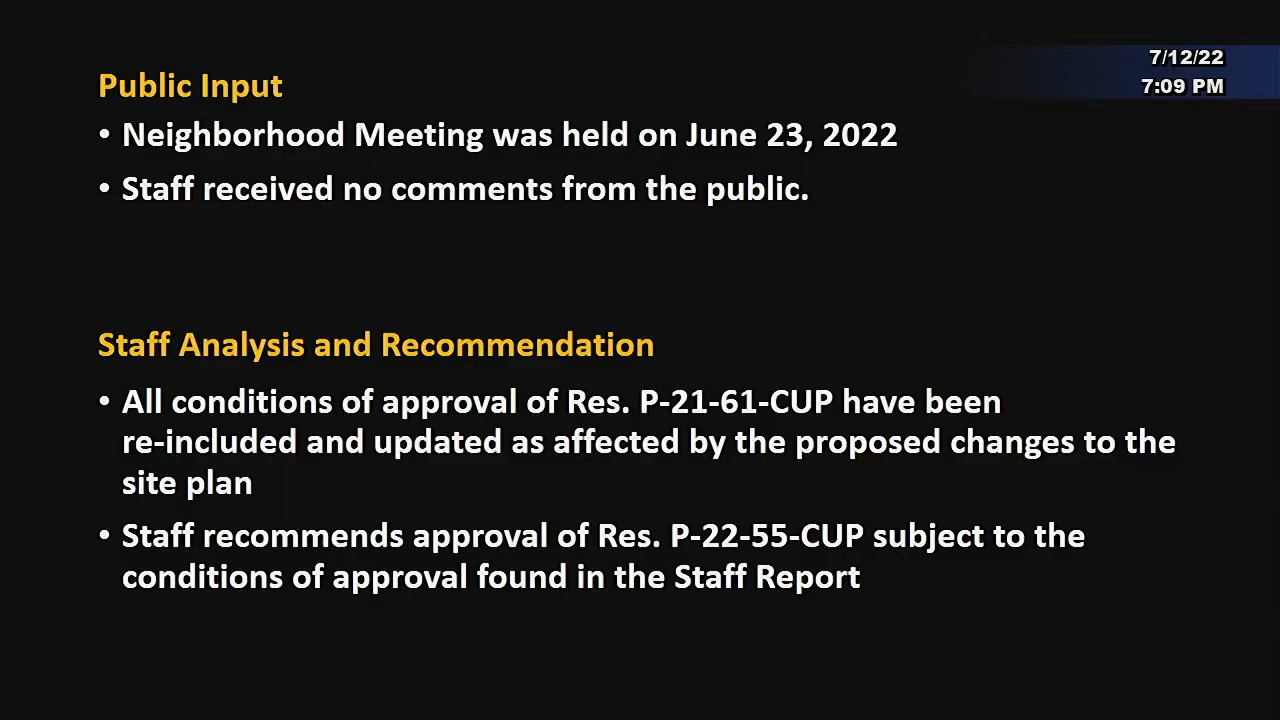 7/12/22
7:09 PM
Public Input
• Neighborhood Meeting was held on June 23, 2022
• Staff received no comments from the public.
Staff Analysis and Recommendation
• All conditions of approval of Res. P-21-61-CUP have been
re-included and updated as affected by the proposed changes to the
site plan
• Staff recommends approval of Res. P-22-55-CUP subject to the
conditions of approval found in the Staff Report